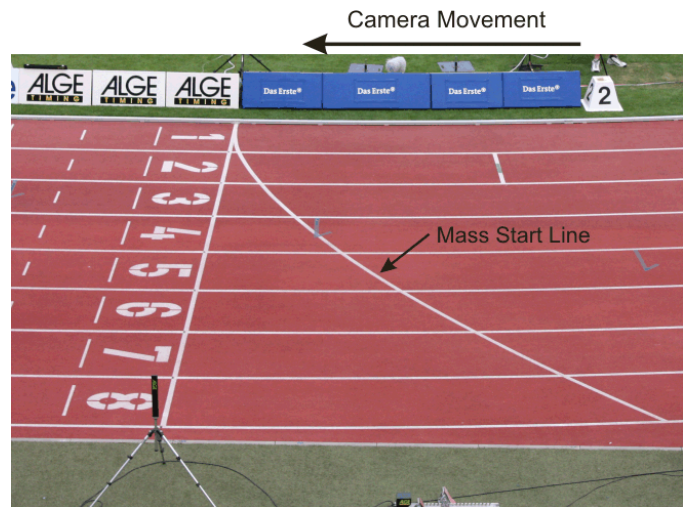 Camera Movement
ALGE
TIMING
ALGE
TIMING
ALGE
TIMING
Das Erste®
Das Erste®
Das Erste®
Das Erste®
2
1
2
3
4
5
6
7
8
Mass Start Line